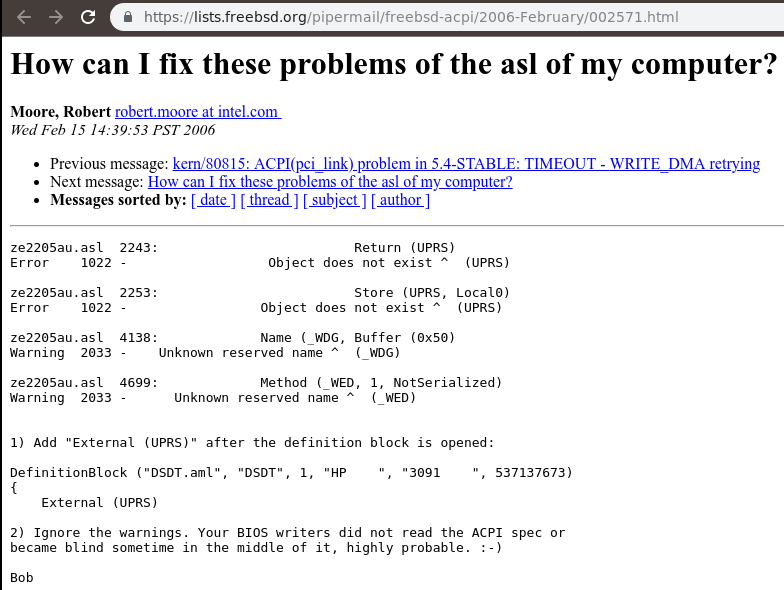 https://lists.freebsd.org/pipermail/freebsd-acpi/2006-February/002571.html
How can I fix these problems of the asl of my computer?
Moore, Robert robert.moore at intel.com
Wed Feb 15 14:39:53 PST 2006
Previous message: kern/80815: ACPI(pci_link) problem in 5.4-STABLE: TIMEOUT - WRITE_DMA retrying
Next message: How can I fix these problems of the asl of my computer?
Messages sorted by: [ date ] [ thread ] [ subject ] [ author ]
ze2205au.asl  2243:                         Return (UPRS)
Error    1022 -                  Object does not exist ^  (UPRS)
ze2205au.asl  2253:                         Store (UPRS, Local0)
Error    1022 -                 Object does not exist ^  (UPRS)
ze2205au.asl  4138:             Name (_WDG, Buffer (0x50)
Warning  2033 -    Unknown reserved name ^  (_WDG)
ze2205au.asl  4699:             Method (_WED, 1, NotSerialized)
Warning  2033 -      Unknown reserved name ^  (_WED)
1) Add "External (UPRS)" after the definition block is opened:
DefinitionBlock ("DSDT.aml", "DSDT", 1, "HP    ", "3091    ", 537137673)
{
    External (UPRS)
2) Ignore the warnings. Your BIOS writers did not read the ACPI spec or
became blind sometime in the middle of it, highly probable. :-)
Bob